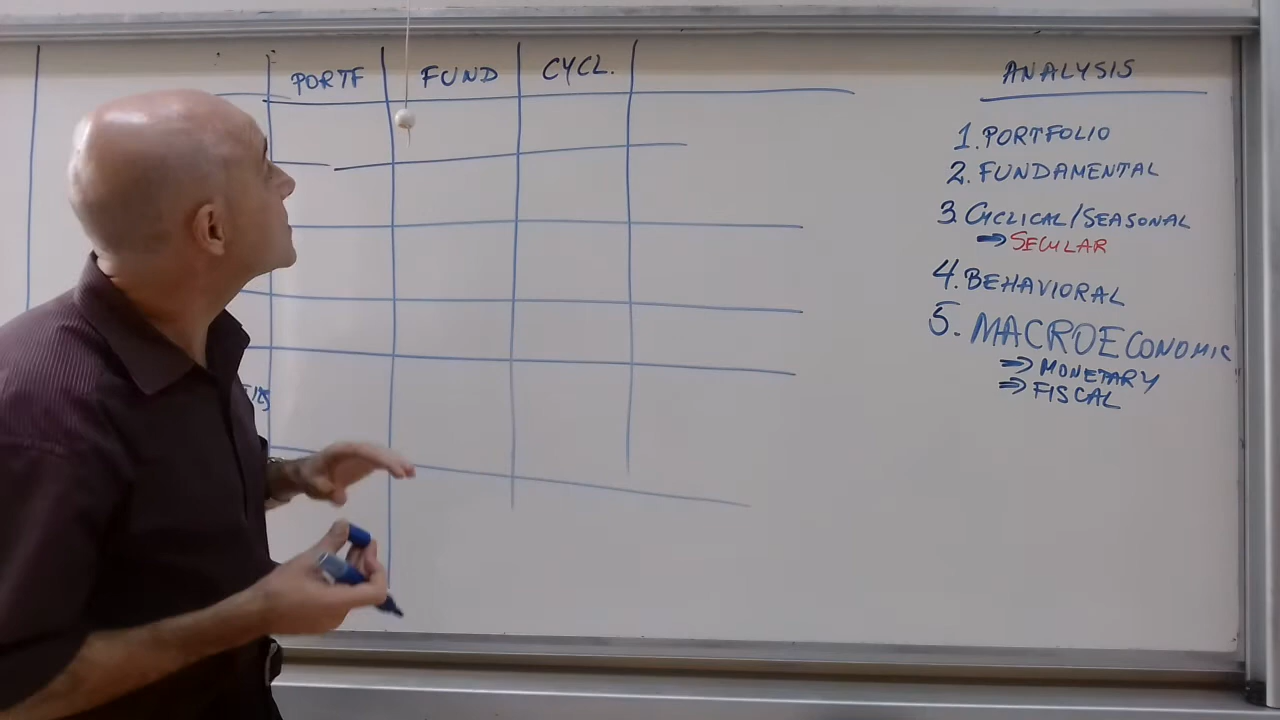 PORTF FUND CYCL.
ANALYSIS
1. PORTFOLIO
2. FUNDAMENTAL
3. CYCLICAL/SEASONAL
⇒ SECULAR
4. BEHAVIORAL
5. MACROECONOMIC
⇒ MONETARY
⇒ FISCAL